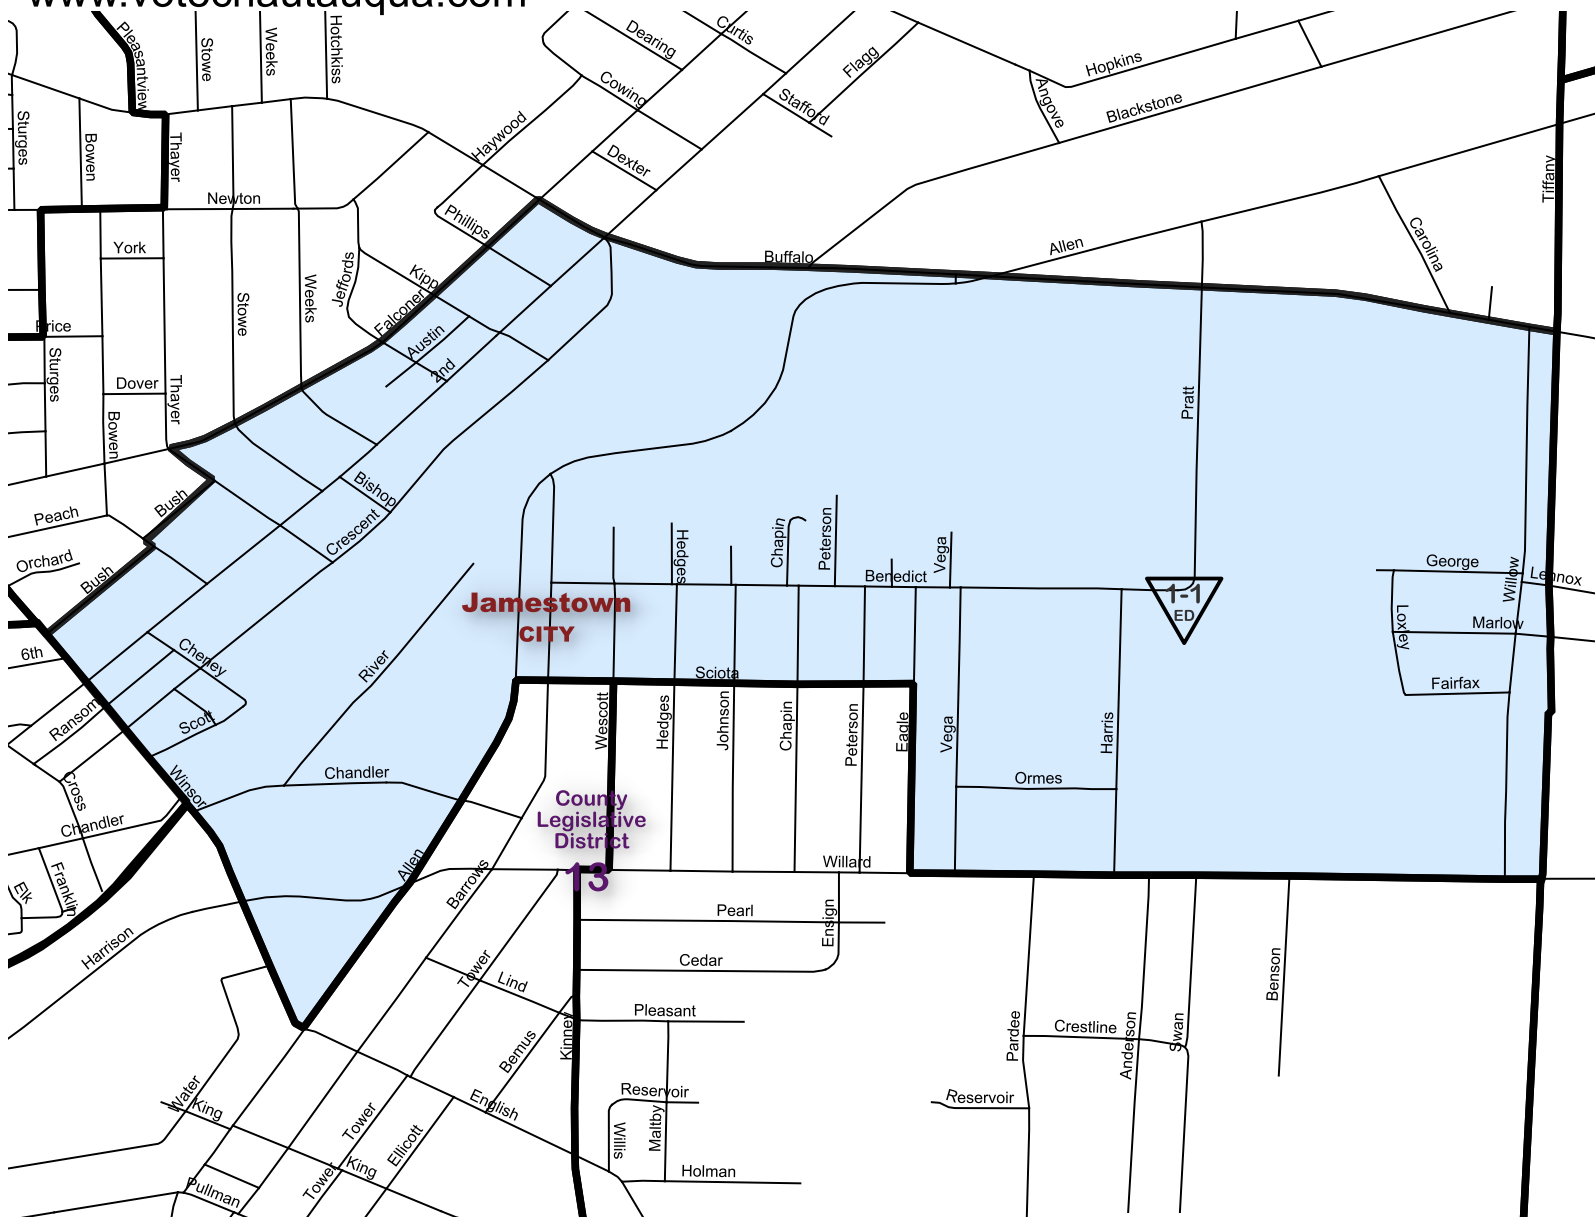 www.votechautauqua.com
Pleasantview
Stowe
Weeks
Hotchkiss
Dearing
Curtis
Flagg
Hopkins
Angove
Blackstone
Cowing
Stafford
Haywood
Dexter
Sturges
Bowen
Thayer
Newton
Phillips
Tiffany
Carolina
York
Jeffords
Kipp
Buffalo
Allen
Stowe
Weeks
Falconer
Austin
2nd
Price
Sturges
Dover
Thayer
Bowen
Pratt
Bishop
Crescent
Bush
Peach
Orchard
Bush
Hedges
Chapin
Peterson
Vega
Benedict
George
Willow
Lennox
Loxley
Marlow
Fairfax
1-1
ED
Jamestown
CITY
6th
Cheney
River
Scott
Ransom
Sciota
Wescott
Hedges
Johnson
Chapin
Peterson
Eagle
Vega
Harris
Ormes
Winsor
Chandler
Cross
Chandler
County
Legislative
District
13
Willard
Allen
Barrows
Elk
Franklin
Harrison
Pearl
Ensign
Cedar
Tower
Lind
Pleasant
Kinney
Bemus
Benson
Pardee
Crestline
Anderson
Swan
Water
King
English
Reservoir
Reservoir
Maltby
Willis
Tower
Ellicott
King
Tower
Pullman
Holman